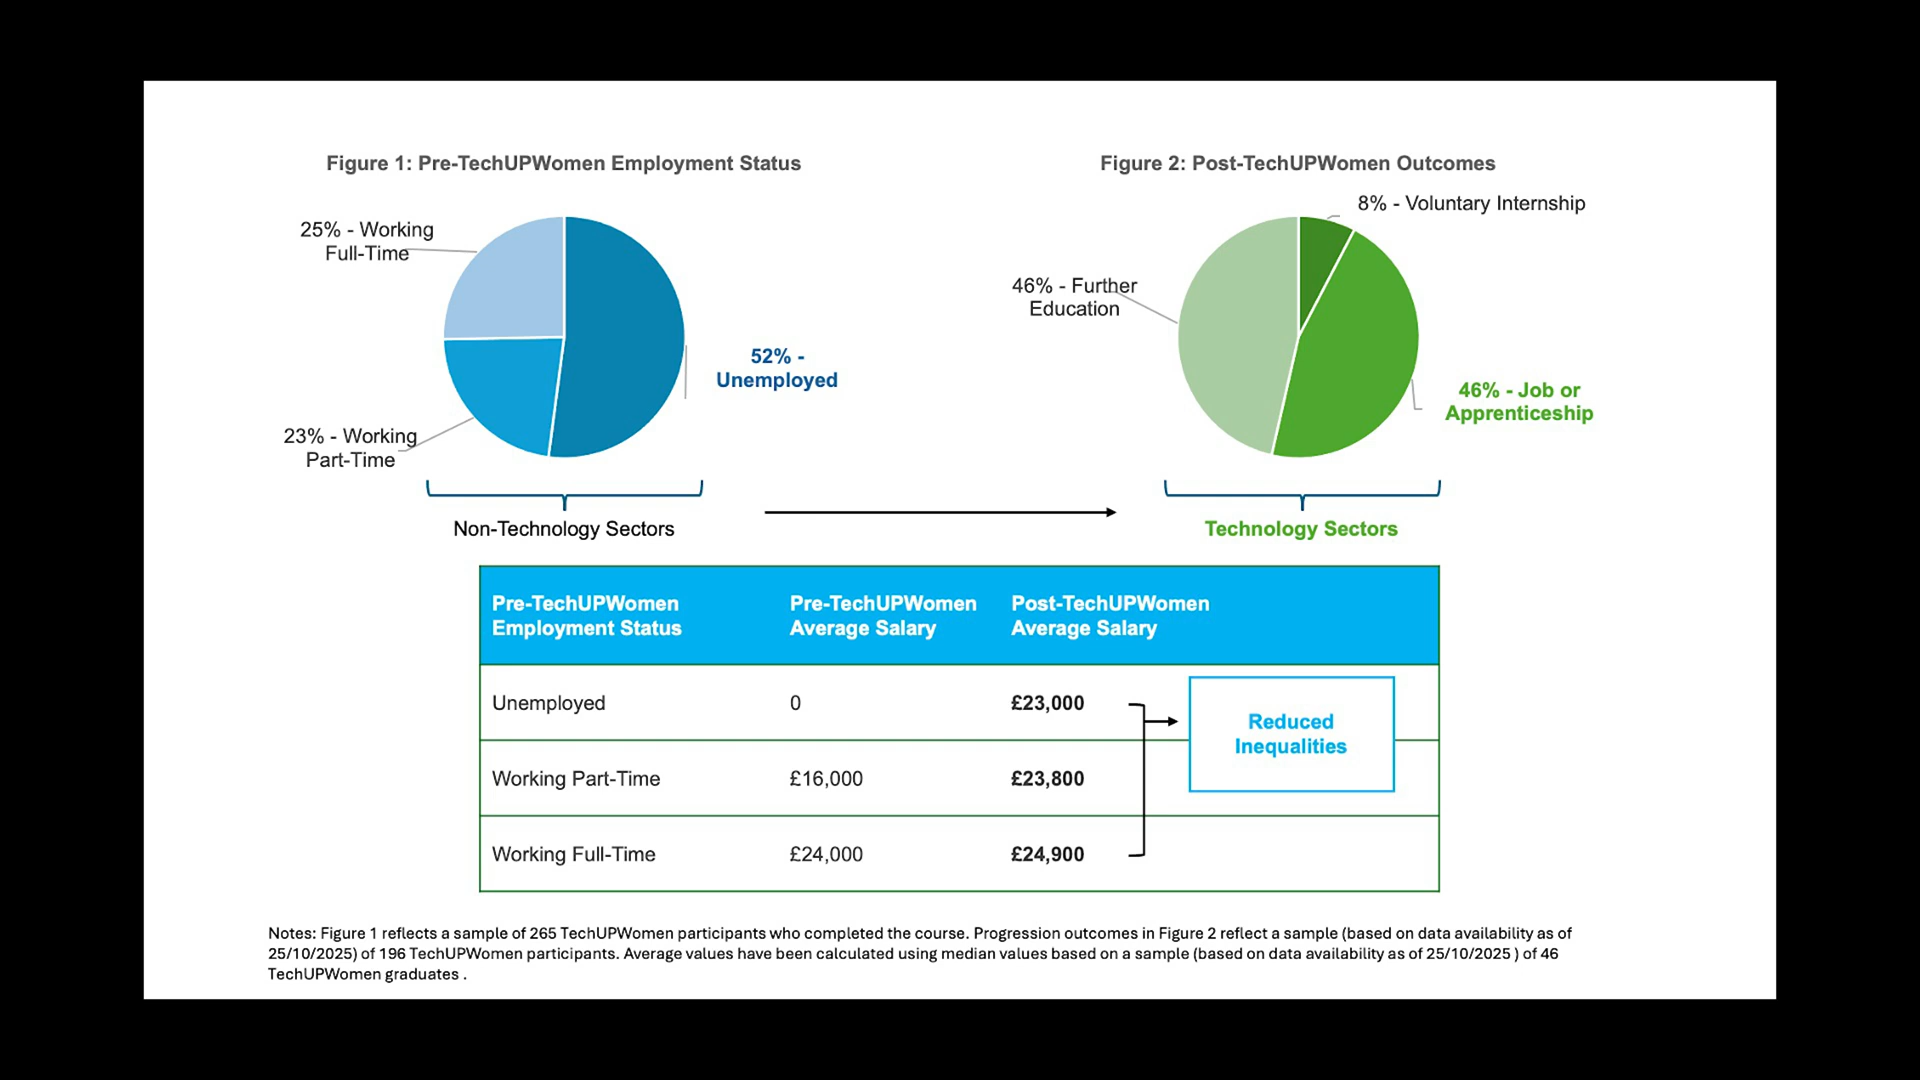 Figure 1: Pre-TechUPWomen Employment Status
25% - Working
Full-Time
52% -
Unemployed
23% - Working
Part-Time
Non-Technology Sectors
Figure 2: Post-TechUPWomen Outcomes
8% - Voluntary Internship
46% - Further
Education
46% - Job or
Apprenticeship
Technology Sectors
Pre-TechUPWomen
Employment Status
Pre-TechUPWomen
Average Salary
Post-TechUPWomen
Average Salary
Unemployed
0
£23,000
Working Part-Time
£16,000
£23,800
Working Full-Time
£24,000
£24,900
Reduced
Inequalities
Notes: Figure 1 reflects a sample of 265 TechUPWomen participants who completed the course. Progression outcomes in Figure 2 reflect a sample (based on data availability as of
25/10/2025) of 196 TechUPWomen participants. Average values have been calculated using median values based on a sample (based on data availability as of 25/10/2025 ) of 46
TechUPWomen graduates .